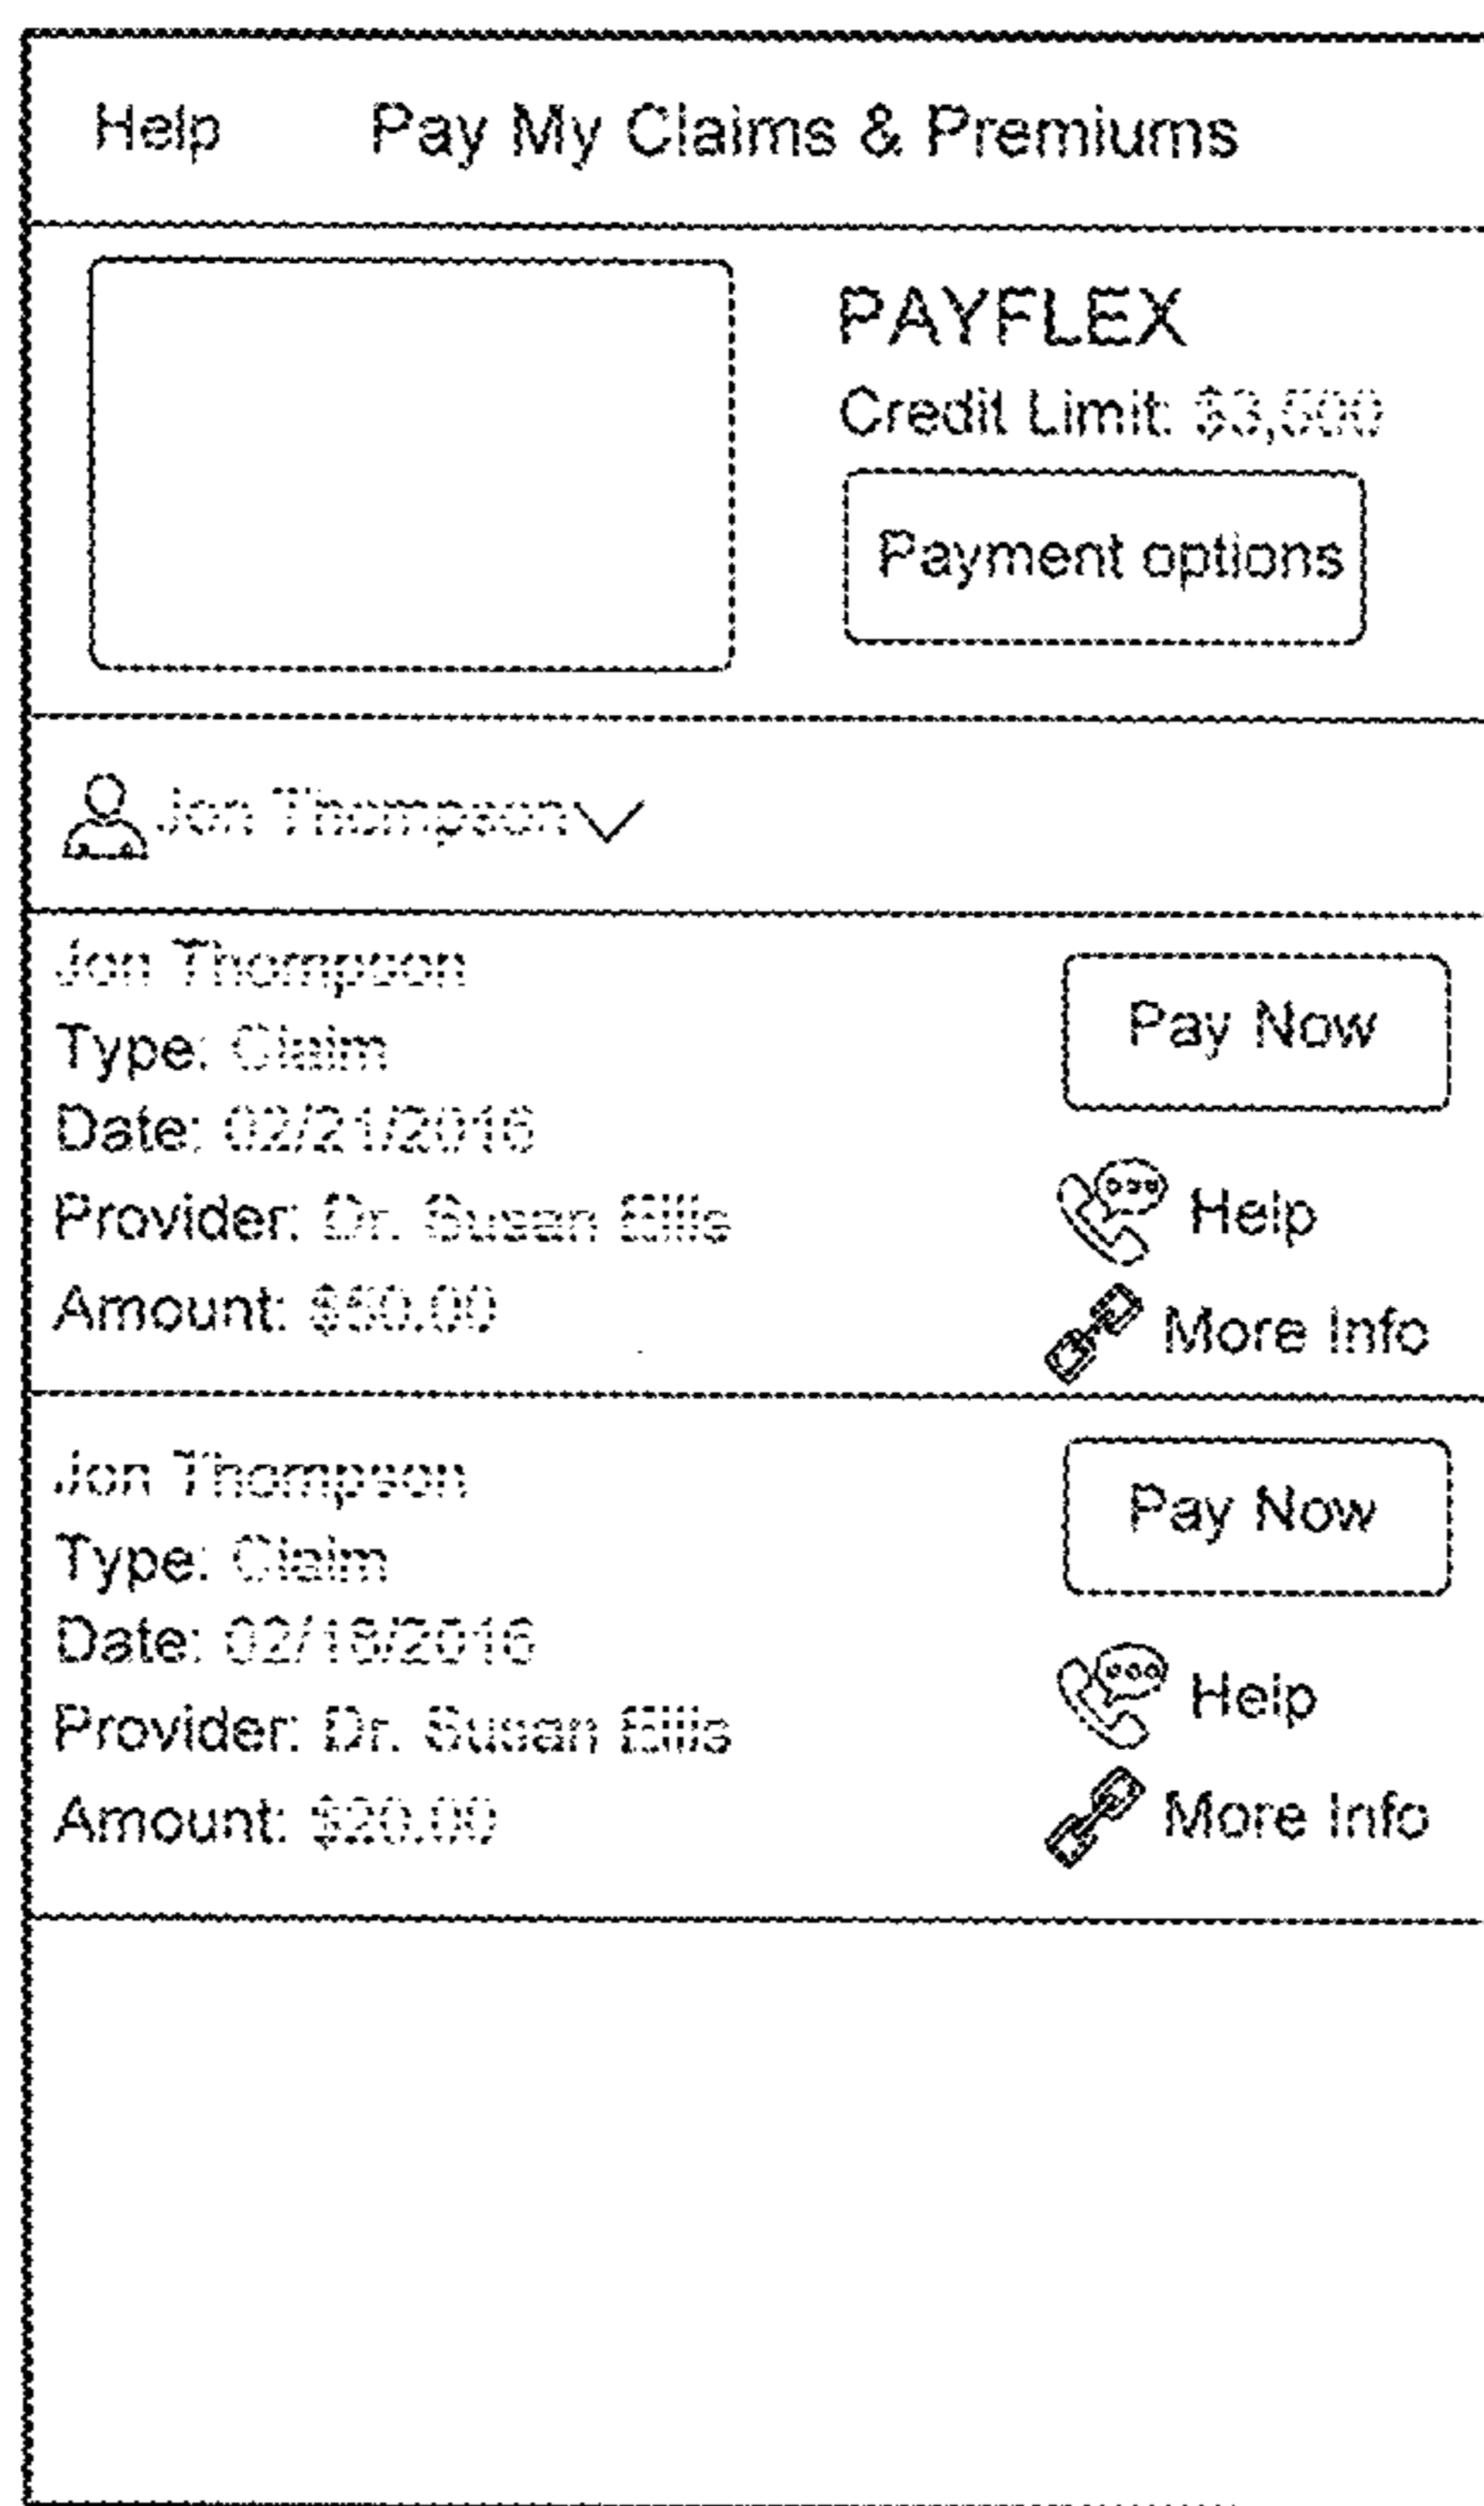 Help Pay My Claims & Premiums
PAYFLEX
Credit Limit: $3,500
Payment options
Jon Thompson
Jon Thompson
Type: Claim
Date: 02/21/2016
Provider: Dr. Susan Ellis
Amount: $50.00
Pay Now
Help
More Info
Jon Thompson
Type: Claim
Date: 02/18/2016
Provider: Dr. Susan Ellis
Amount: $20.00
Pay Now
Help
More Info